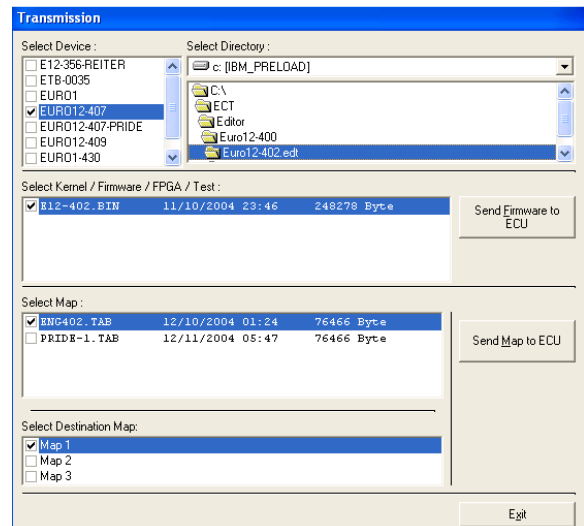 Transmission
Select Device :
E12-356-REITER
ETB-0035
EURO1
EURO12-407
EURO12-407-PRIDE
EURO12-409
EURO1-430
Select Directory :
c: [IBM_PRELOAD]
C:\
ECT
Editor
Euro12-400
Euro12-402.edt
Select Kernel / Firmware / FPGA / Test :
E12-402.BIN 11/10/2004 23:46 248278 Byte
Send Firmware to
ECU
Select Map :
ENG402.TAB 12/10/2004 01:24 76466 Byte
PRIDE-1.TAB 12/11/2004 05:47 76466 Byte
Send Map to ECU
Select Destination Map:
Map 1
Map 2
Map 3
Exit